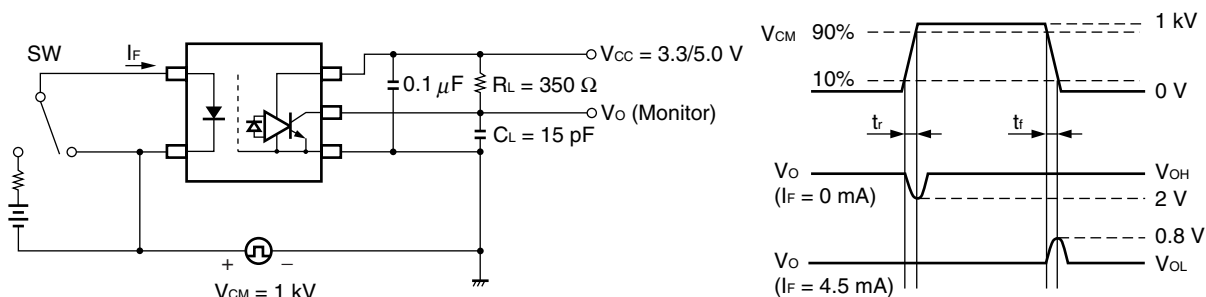 SW
IF
VCC = 3.3/5.0 V
0.1 μF
RL = 350 Ω
VO (Monitor)
CL = 15 pF
+
−
VCM = 1 kV
VCM 90%
10%
1 kV
0 V
tr
tf
VO
(IF = 0 mA)
VOH
2 V
0.8 V
VO
(IF = 4.5 mA)
VOL